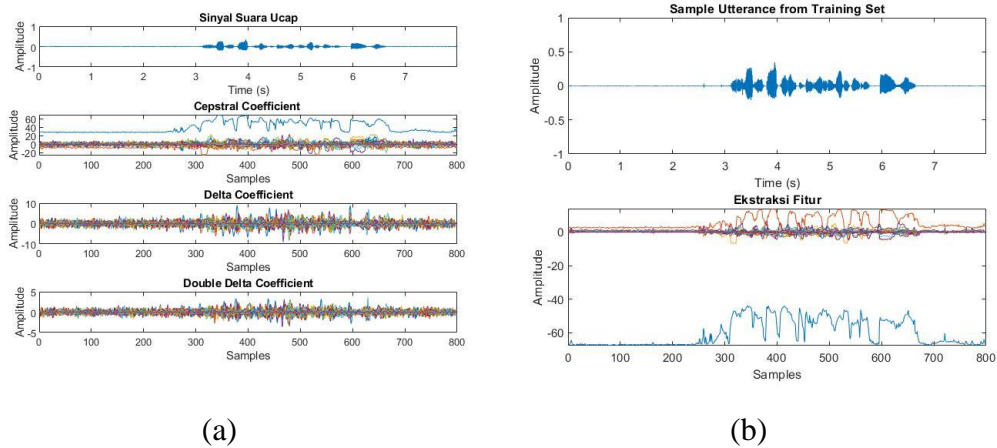 Sinyal Suara Ucap
Amplitude
1
0
-1
0 1 2 3 4 5 6 7
Time (s)
Cepstral Coefficient
Amplitude
60
40
20
0
-20
0 100 200 300 400 500 600 700 800
Samples
Delta Coefficient
Amplitude
10
0
-10
0 100 200 300 400 500 600 700 800
Samples
Double Delta Coefficient
Amplitude
5
0
-5
0 100 200 300 400 500 600 700 800
Samples
(a)
Sample Utterance from Training Set
Amplitude
1
0.5
0
-0.5
-1
0 1 2 3 4 5 6 7
Time (s)
Ekstraksi Fitur
Amplitude
0
-20
-40
-60
0 100 200 300 400 500 600 700 800
Samples
(b)